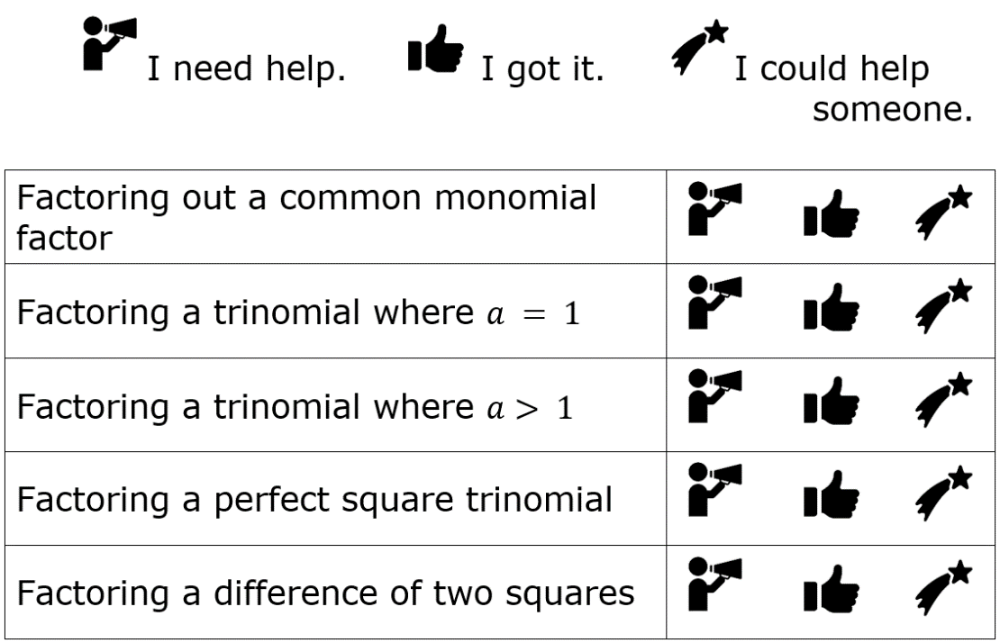 I need help. I got it. I could help
someone.
Factoring out a common monomial
factor
Factoring a trinomial where a = 1
Factoring a trinomial where a > 1
Factoring a perfect square trinomial
Factoring a difference of two squares